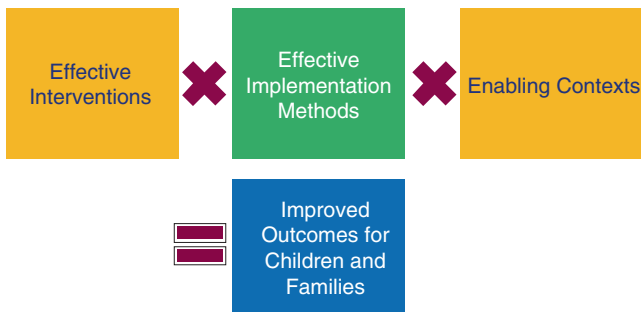 Effective
Interventions
Effective
Implementation
Methods
Enabling Contexts
Improved
Outcomes for
Children and
Families